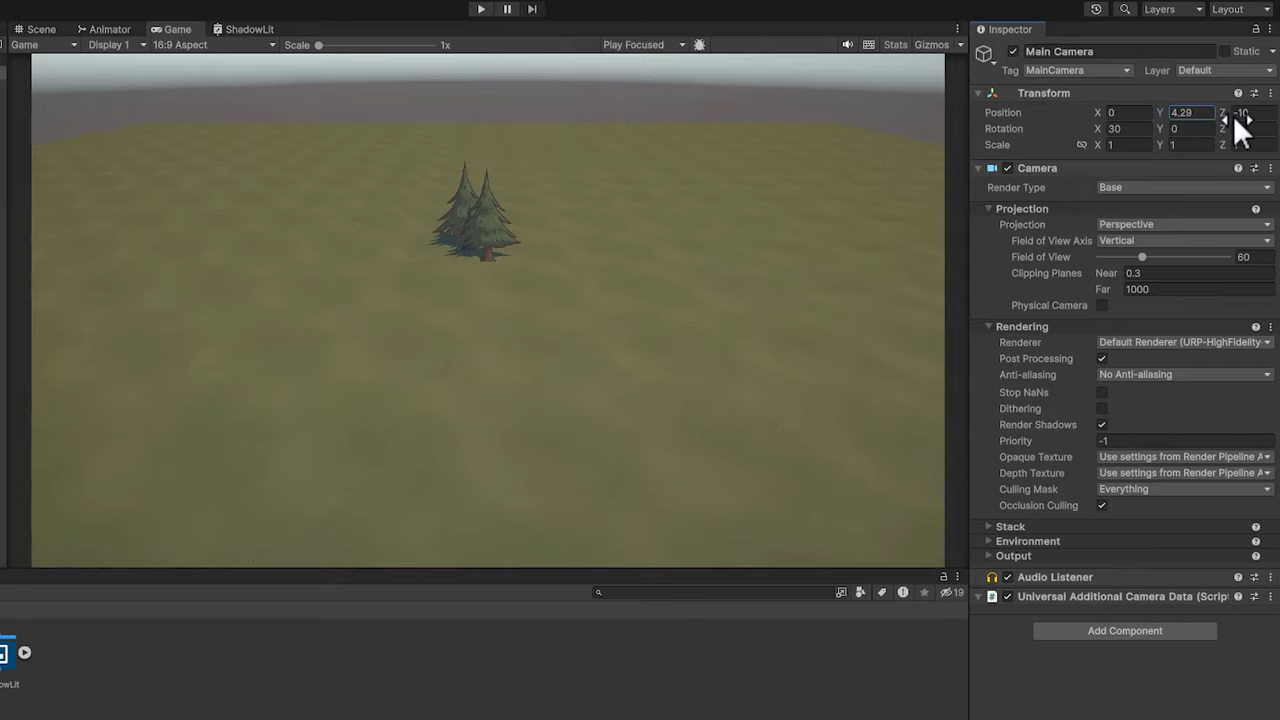 Layers Layout
Scene Animator Game ShadowLit
Inspector
Game Display 1 16:9 Aspect Scale 1x Play Focused Stats Gizmos
Main Camera Static
Tag MainCamera Layer Default
Transform
Position X 0 Y 4.29 Z -10
Rotation X 30 Y 0 Z
Scale X 1 Y 1 Z
Camera
Render Type Base
Projection
Projection Perspective
Field of View Axis Vertical
Field of View 60
Clipping Planes Near 0.3
Far 1000
Physical Camera
Rendering
Renderer Default Renderer (URP-HighFidelity-
Post Processing
Anti-aliasing No Anti-aliasing
Stop NaNs
Dithering
Render Shadows
Priority -1
Opaque Texture Use settings from Render Pipeline A
Depth Texture Use settings from Render Pipeline A
Culling Mask Everything
Occlusion Culling
Stack
Environment
Output
Audio Listener
Universal Additional Camera Data (Scrip
Add Component
19
owLit